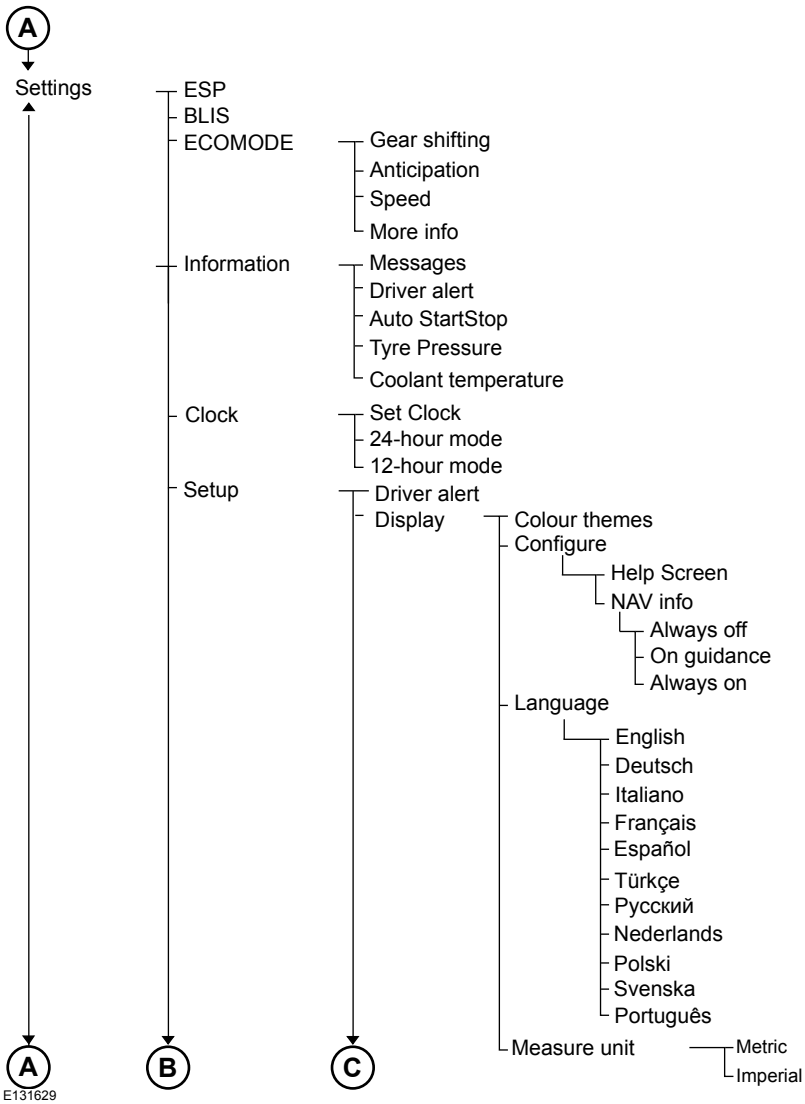 A
Settings
ESP
BLIS
ECOMODE
Gear shifting
Anticipation
Speed
More info
Information
Messages
Driver alert
Auto StartStop
Tyre Pressure
Coolant temperature
Clock
Set Clock
24-hour mode
12-hour mode
Setup
Driver alert
Display
Colour themes
Configure
Help Screen
NAV info
Always off
On guidance
Always on
Language
English
Deutsch
Italiano
Français
Español
Türkçe
Русский
Nederlands
Polski
Svenska
Português
Measure unit
Metric
Imperial
A
B
C
E131629